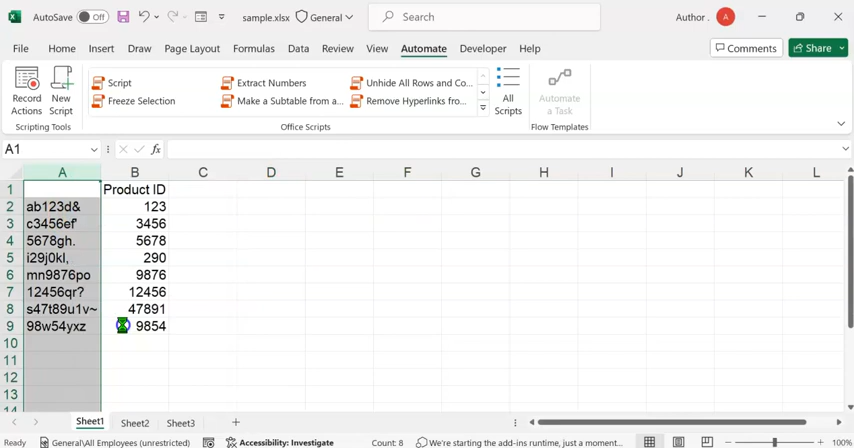 AutoSave Off sample.xlsx General Search Author . A
File Home Insert Draw Page Layout Formulas Data Review View Automate Developer Help Comments Share
Record Actions
New Script
Script
Freeze Selection
Extract Numbers
Make a Subtable from a...
Unhide All Rows and Co...
Remove Hyperlinks fro...
All Scripts
Automate a Task
Scripting Tools Office Scripts Flow Templates
A1 fx
A B C D E F G H I J K L
1 Product ID
2 ab123d& 123
3 c3456ef' 3456
4 5678gh. 5678
5 i29j0kl, 290
6 mn9876po 9876
7 12456qr? 12456
8 s47t89u1v~ 47891
9 98w54yxz 9854
10
11
12
13
14
Sheet1 Sheet2 Sheet3
Ready General\All Employees (unrestricted) Accessibility: Investigate Count: 8 We're starting the add-ins runtime, just a moment... 100%